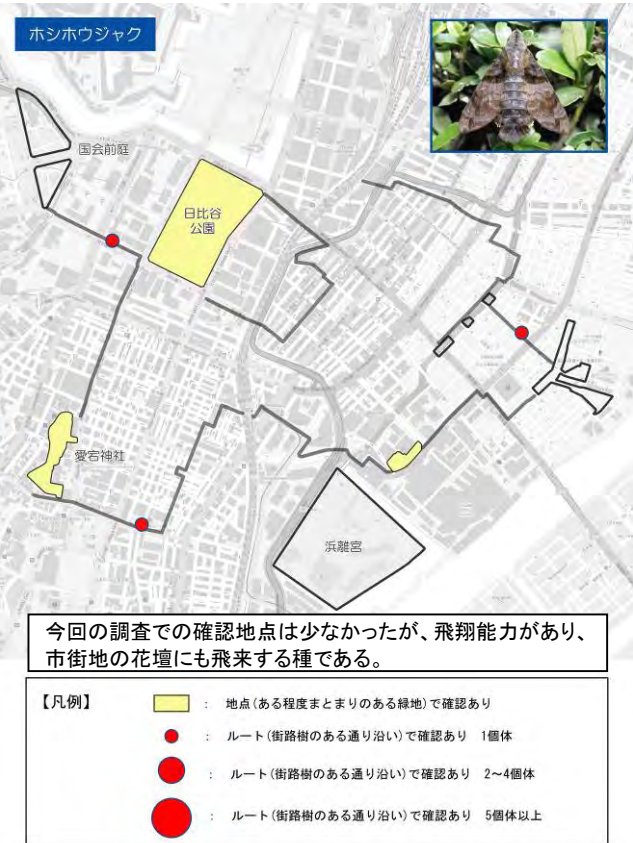 ホシホウジャク
国会前庭
日比谷
公園
愛宕神社
浜離宮
今回の調査での確認地点は少なかったが、飛翔能力があり、
市街地の花壇にも飛来する種である。
【凡例】
： 地点(ある程度まとまりのある緑地)で確認あり
： ルート(街路樹のある通り沿い)で確認あり 1個体
： ルート(街路樹のある通り沿い)で確認あり 2～4個体
： ルート(街路樹のある通り沿い)で確認あり 5個体以上